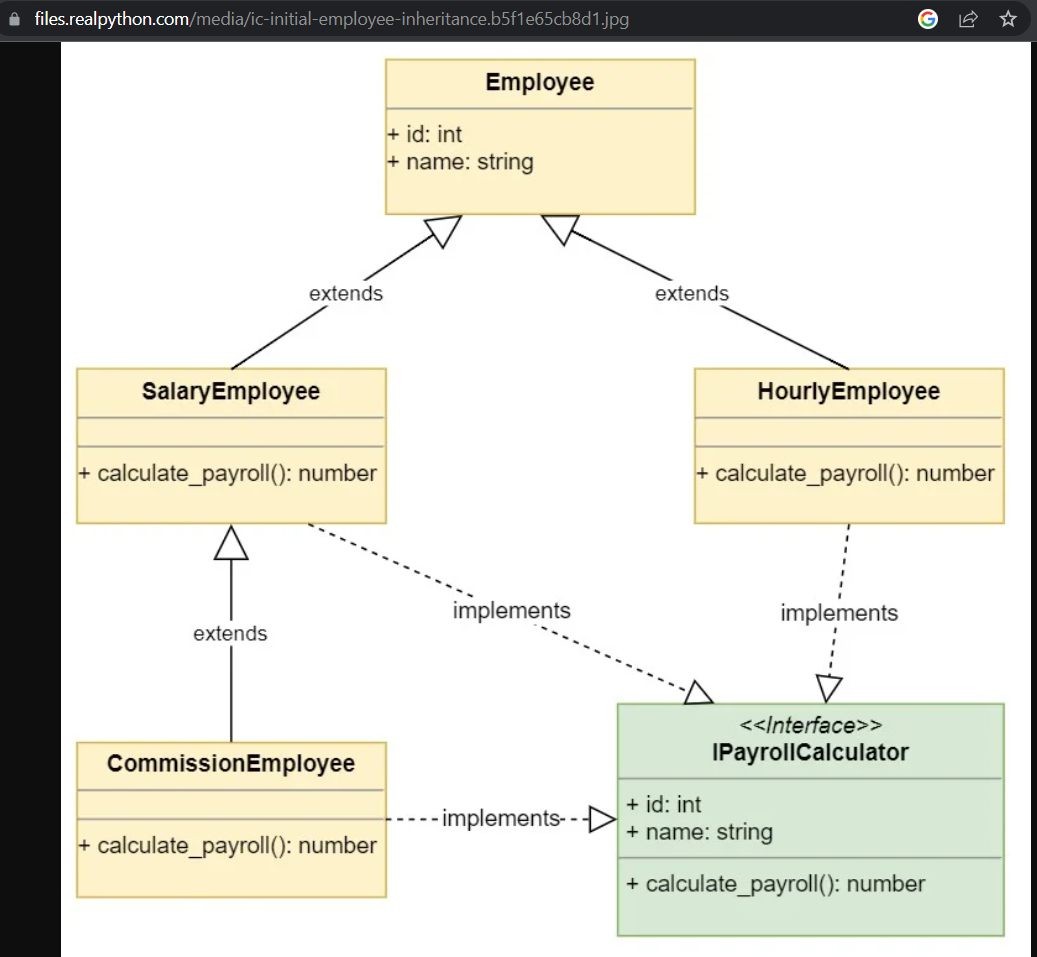 files.realpython.com/media/ic-initial-employee-inheritance.b5f1e65cb8d1.jpg
Employee
+ id: int
+ name: string
extends
extends
SalaryEmployee
+ calculate_payroll(): number
HourlyEmployee
+ calculate_payroll(): number
implements
implements
extends
CommissionEmployee
+ calculate_payroll(): number
implements
<<Interface>>
IPayrollCalculator
+ id: int
+ name: string
+ calculate_payroll(): number